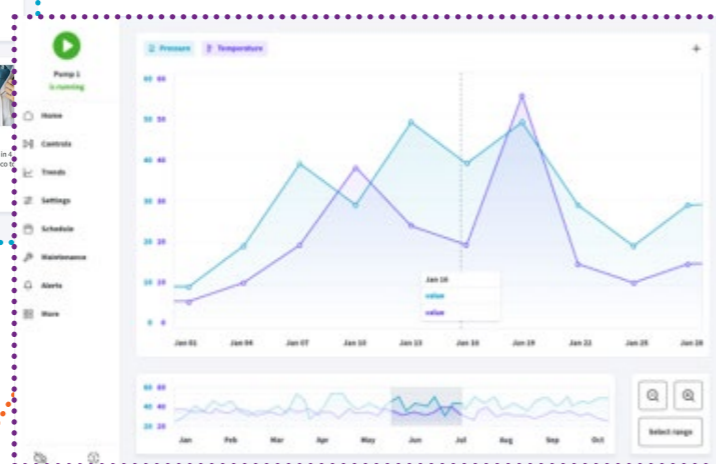 Pump 1
is running
Home
Controls
Trends
Settings
Schedule
Maintenance
Alerts
More
in 4
Pressure Temperature
+
60 60
50 50
40 40
30 30
20 20
10 10
0 0
Jan 16
value
value
Jan 01 Jan 04 Jan 07 Jan 10 Jan 13 Jan 16 Jan 19 Jan 22 Jan 25 Jan 28
60 60
40 40
20 20
Jan Feb Mar Apr May Jun Jul Aug Sep Oct
Select range